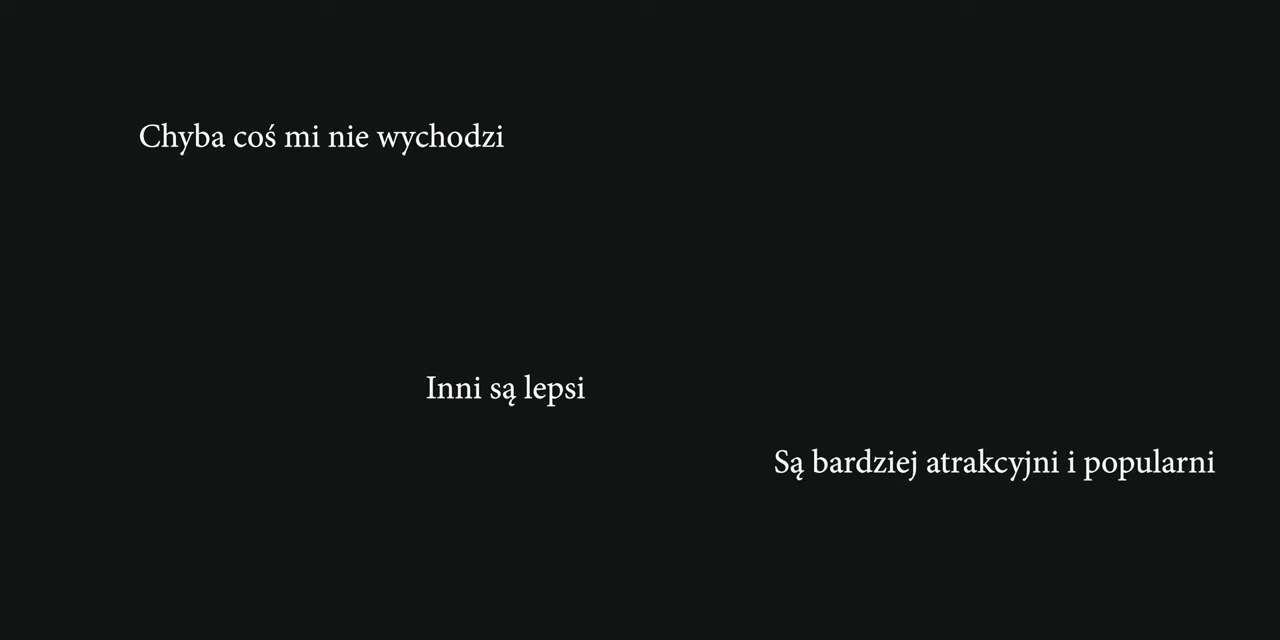 Chyba coś mi nie wychodzi
Inni są lepsi
Są bardziej atrakcyjni i popularni